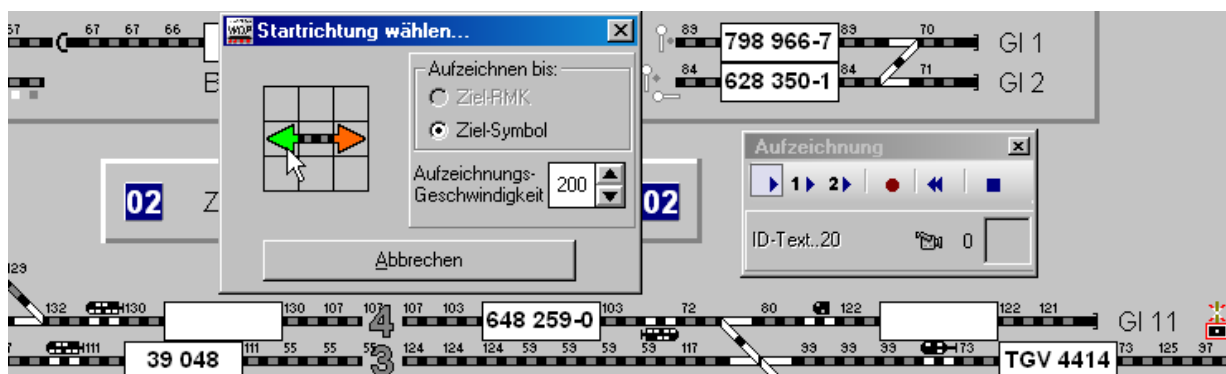 57 67 67 66
WDP Startrichtung wählen...
89 798 966-7 89 70 Gl 1
B
Aufzeichnen bis:
Ziel-RMK
84 628 350-1 84 71 Gl 2
Ziel-Symbol
Aufzeichnung
Aufzeichnungs-
Geschwindigkeit 200
1 2
02 Z
02
ID-Text..20 0
Abbrechen
129
132 130 130 107 107 4 107 103 648 259-0 103 72 80 122 122 121 Gl 11
111 39 048 111 55 55 55 3 124 124 124 59 59 59 59 117 99 99 99 73 TGV 4414 73 125 97